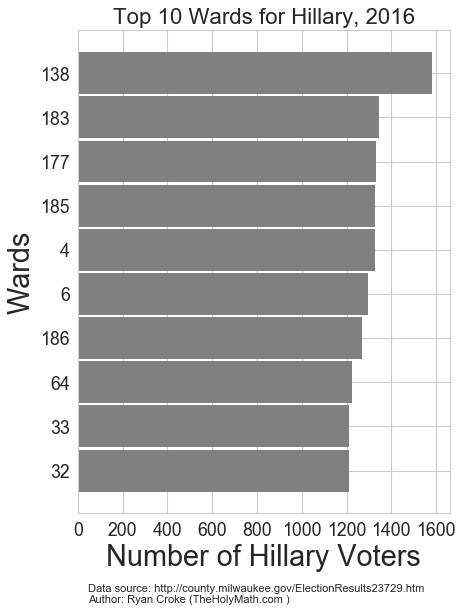 Top 10 Wards for Hillary, 2016
138
183
177
185
4
6
186
64
33
32
Wards
0 200 400 600 800 1000 1200 1400 1600
Number of Hillary Voters
Data source: http://county.milwaukee.gov/ElectionResults23729.htm
Author: Ryan Croke (TheHolyMath.com )